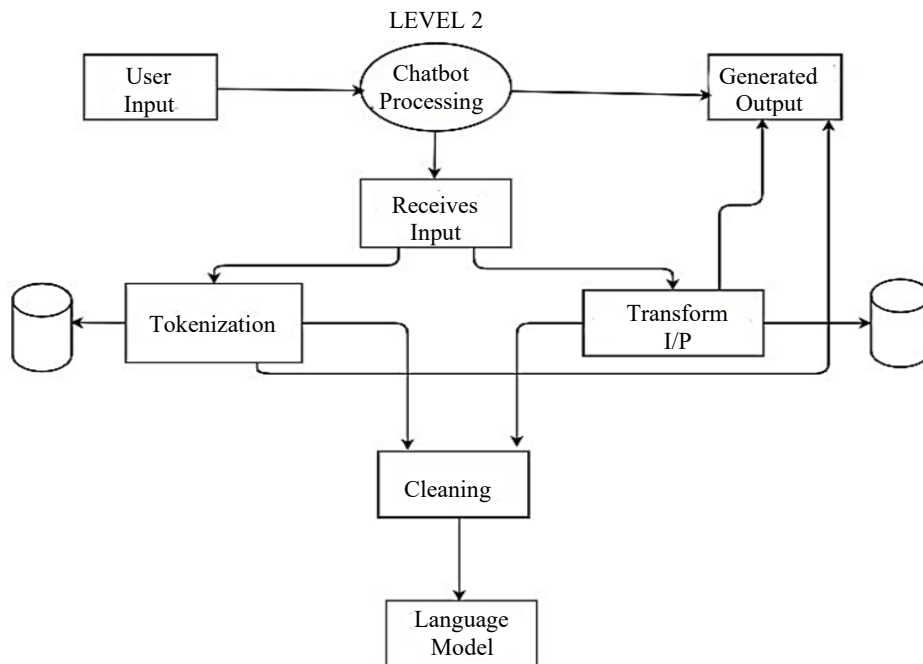 LEVEL 2
User
Input
Chatbot
Processing
Generated
Output
Receives
Input
Tokenization
Transform
I/P
Cleaning
Language
Model